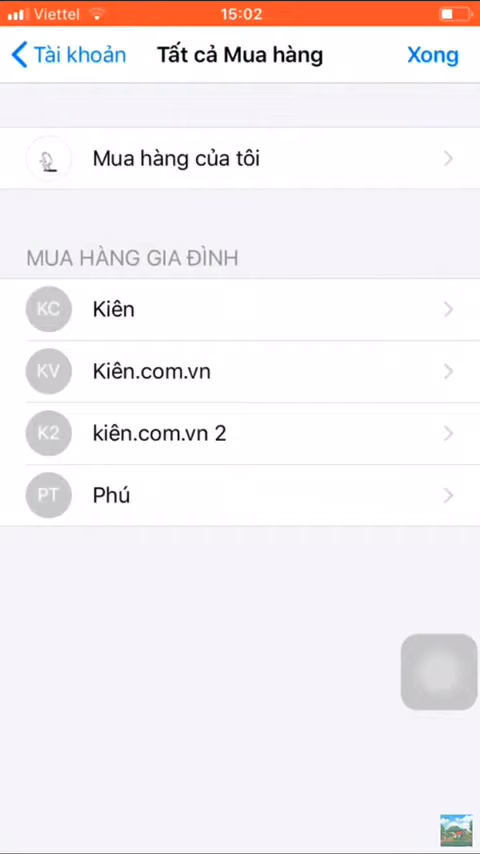 Viettel 15:02
Tài khoản Tất cả Mua hàng Xong
Mua hàng của tôi
MUA HÀNG GIA ĐÌNH
KC Kiên
KV Kiên.com.vn
K2 kiên.com.vn 2
PT Phú